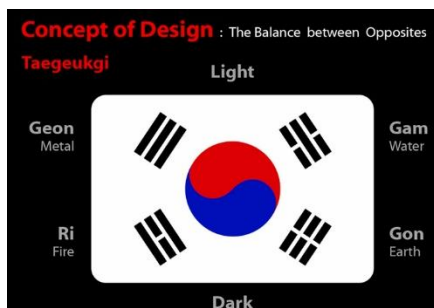 Concept of Design : The Balance between Opposites
Taegeukgi
Light
Geon
Metal
Gam
Water
Ri
Fire
Gon
Earth
Dark